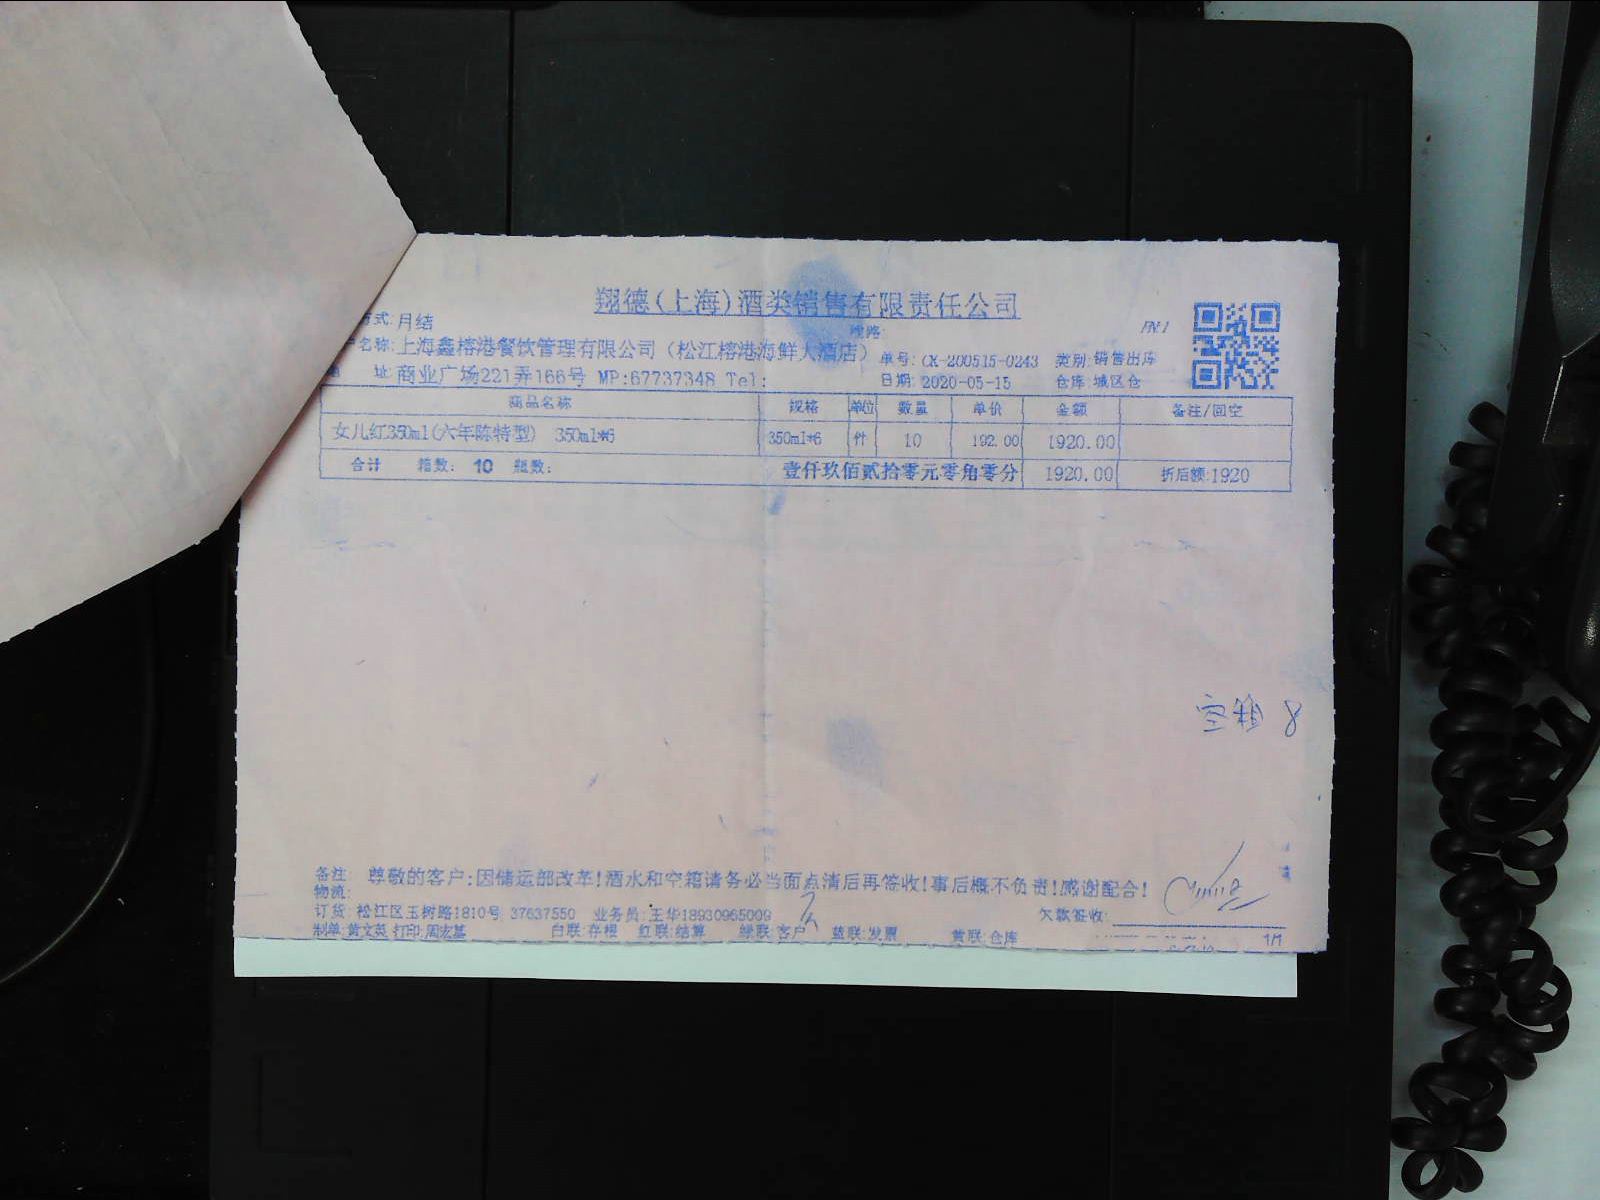 翔德(上海)酒类销售有限责任公司
式:月结 线路: PN1
名称:上海鑫榕港餐饮管理有限公司（松江榕港海鲜大酒店） 单号:CK-200515-0243 类别:销售出库
址:商业广场221弄166号 MP:67737348 Tel: 日期:2020-05-15 仓库:城区仓
商品名称 规格 单位 数量 单价 金额 备注/回空
女儿红350ml(六年陈特型) 350ml*6 350ml*6 件 10 192.00 1920.00
合计 箱数: 10 瓶数: 壹仟玖佰贰拾零元零角零分 1920.00 折后额:1920
空箱 8
备注: 尊敬的客户:因储运部改革!酒水和空箱请务必当面点清后再签收!事后概不负责!感谢配合!
物流:
订货:松江区玉树路1810号 37637550 业务员:王华18930965009 欠款签收:
制单:黄文英 打印:周宏基 白联:存根 红联:结算 绿联:客户 蓝联:发票 黄联:仓库 1/1